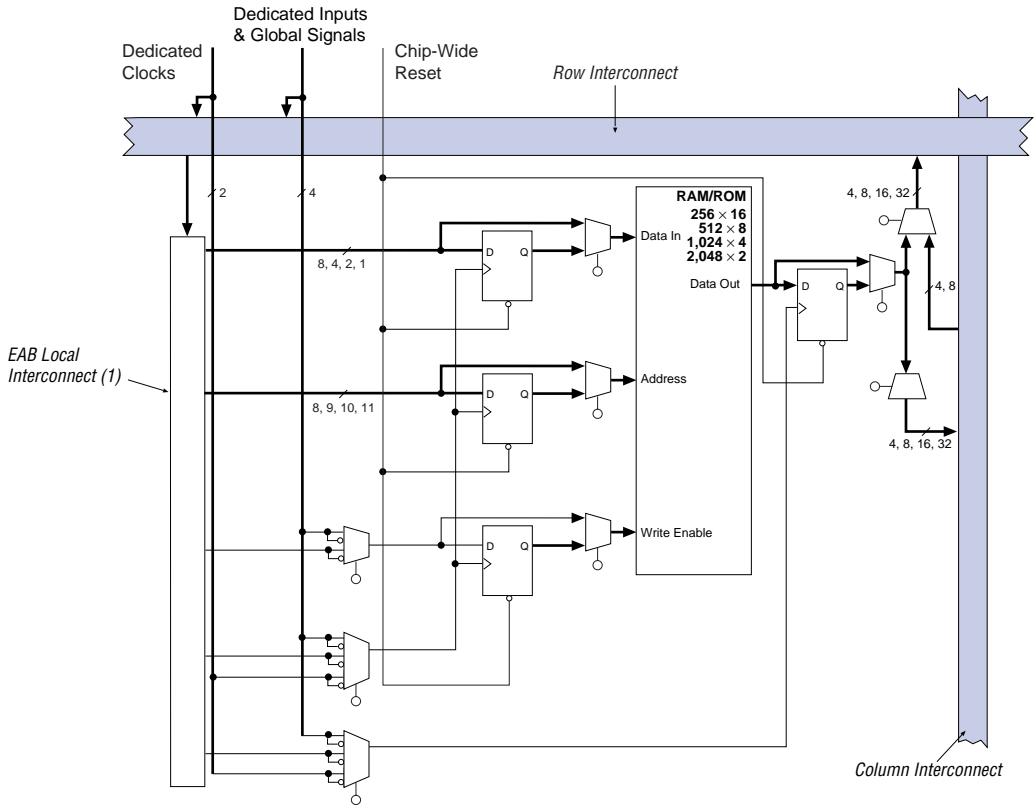 Dedicated Inputs
& Global Signals
Dedicated
Clocks
Chip-Wide
Reset
Row Interconnect
2
4
4, 8, 16, 32
RAM/ROM
256 × 16
512 × 8
1,024 × 4
2,048 × 2
Data In
D
Q
8, 4, 2, 1
Data Out
D
Q
4, 8
EAB Local
Interconnect (1)
D
Q
Address
8, 9, 10, 11
4, 8, 16, 32
D
Q
Write Enable
Column Interconnect